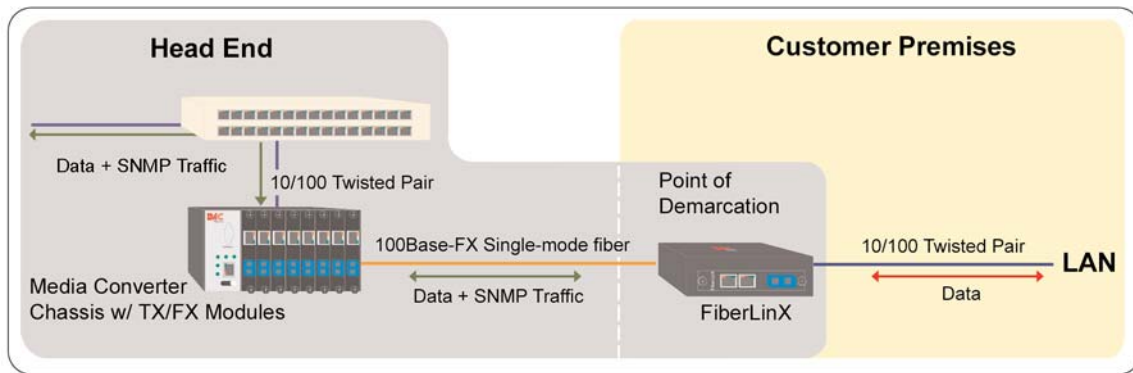 Head End
Customer Premises
Data + SNMP Traffic
10/100 Twisted Pair
Point of
Demarcation
100Base-FX Single-mode fiber
10/100 Twisted Pair
LAN
Media Converter
Chassis w/ TX/FX Modules
Data + SNMP Traffic
FiberLinX
Data